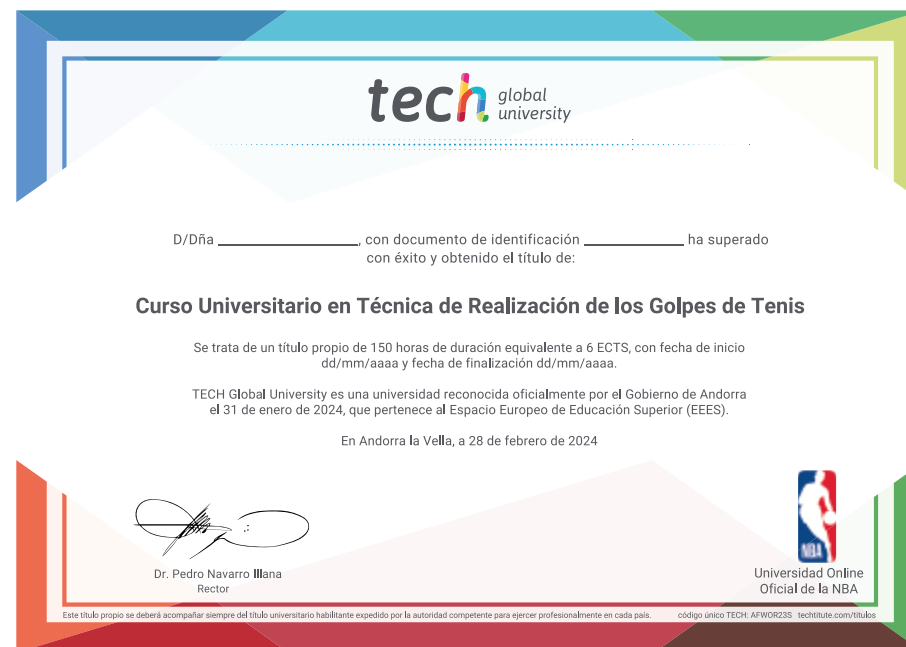 tech global university
D/Dña ____________________, con documento de identificación ______________ ha superado
con éxito y obtenido el título de:
Curso Universitario en Técnica de Realización de los Golpes de Tenis
Se trata de un título propio de 150 horas de duración equivalente a 6 ECTS, con fecha de inicio
dd/mm/aaaa y fecha de finalización dd/mm/aaaa.
TECH Global University es una universidad reconocida oficialmente por el Gobierno de Andorra
el 31 de enero de 2024, que pertenece al Espacio Europeo de Educación Superior (EEES).
En Andorra la Vella, a 28 de febrero de 2024
Dr. Pedro Navarro Illana
Rector
NBA
Universidad Online
Oficial de la NBA
Este título propio se deberá acompañar siempre del título universitario habilitante expedido por la autoridad competente para ejercer profesionalmente en cada país.
código único TECH: AFWOR23S techtitute.com/titulos